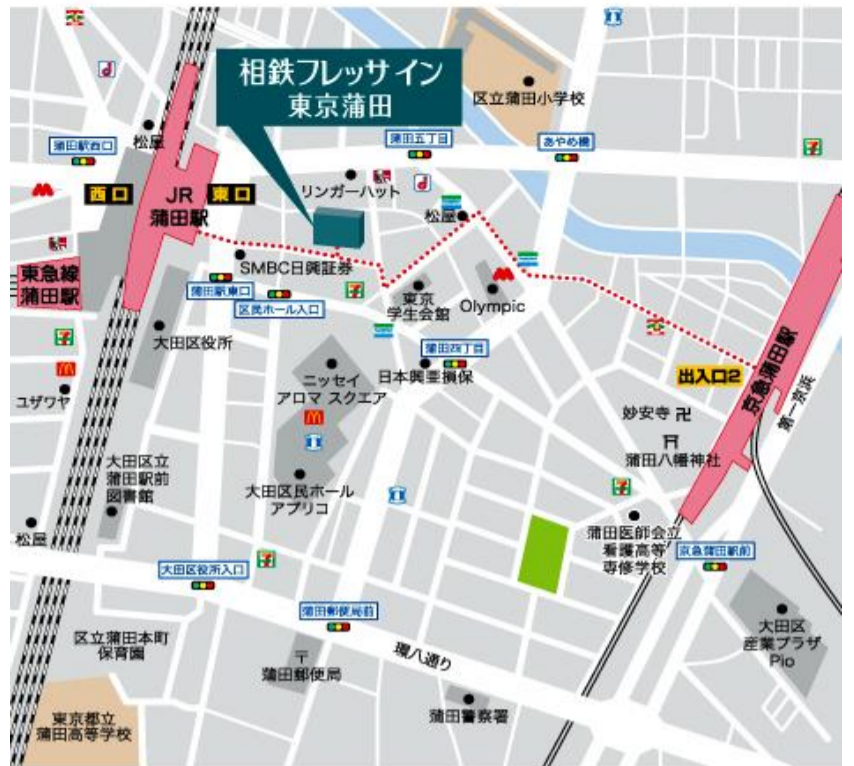 相鉄フレッサイン
東京蒲田
区立蒲田小学校
松屋
蒲田駅西口
蒲田五丁目
あやめ橋
西口
JR
蒲田駅
東口
リンガーハット
松屋
東急線
蒲田駅
SMBC日興証券
蒲田駅東口
区民ホール入口
東京
学生会館
Olympic
京急蒲田駅
大田区役所
ニッセイ
アロマ スクエア
蒲田四丁目
日本興亜損保
出入口2
第一京浜
ユザワヤ
妙安寺
蒲田八幡神社
大田区立
蒲田駅前
図書館
大田区民ホール
アプリコ
松屋
蒲田医師会立
看護高等
専修学校
京急蒲田駅前
大田区役所入口
蒲田郵便局前
大田区
産業プラザ
Pio
区立蒲田本町
保育園
〒
蒲田郵便局
環八通り
蒲田警察署
東京都立
蒲田高等学校